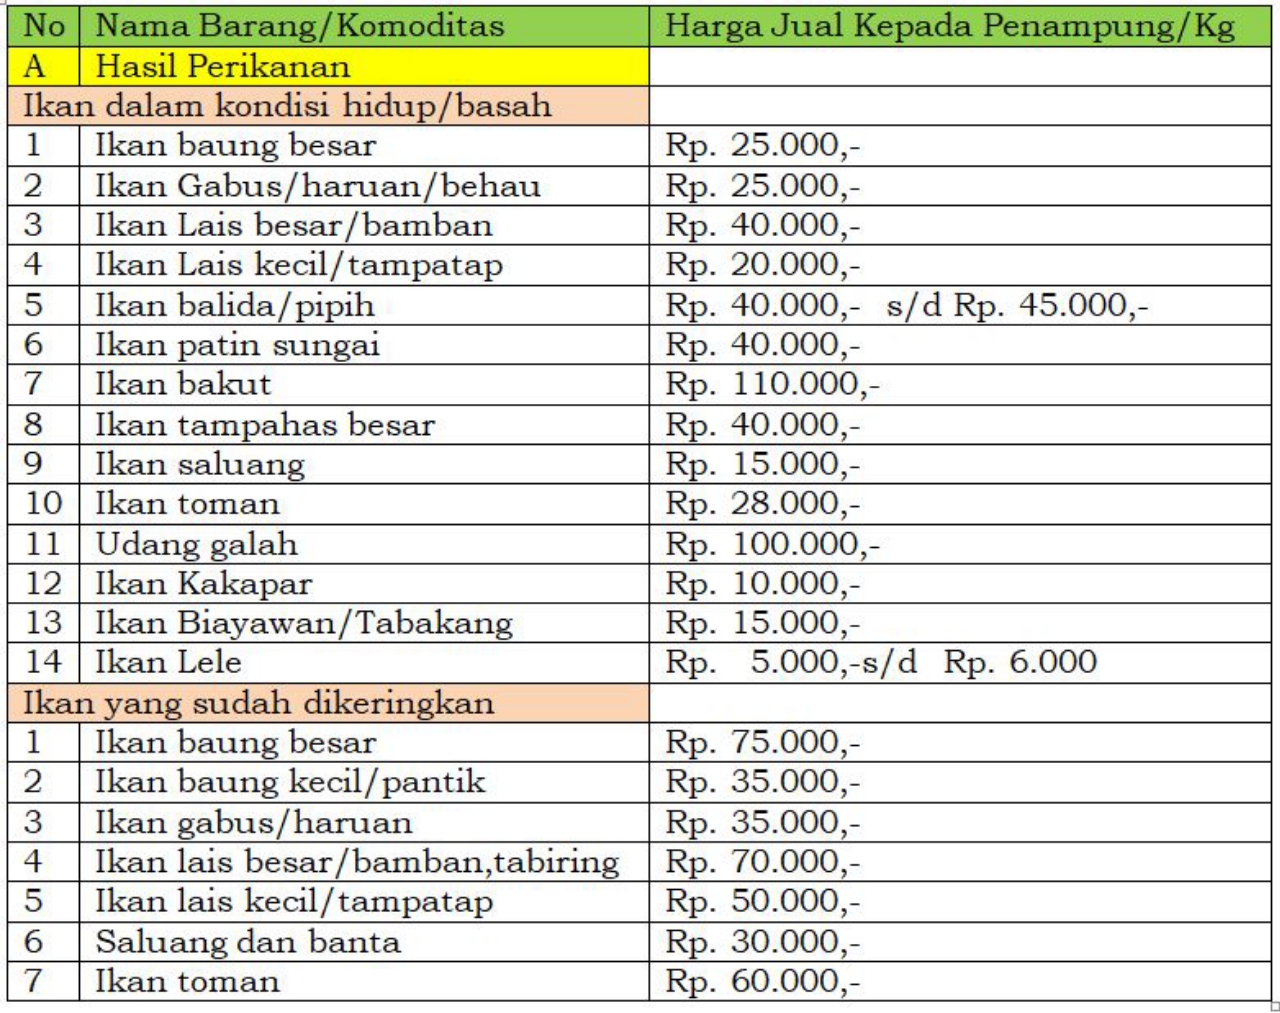 No Nama Barang/Komoditas Harga Jual Kepada Penampung/Kg
A Hasil Perikanan
Ikan dalam kondisi hidup/basah
1 Ikan baung besar Rp. 25.000,-
2 Ikan Gabus/haruan/behau Rp. 25.000,-
3 Ikan Lais besar/bamban Rp. 40.000,-
4 Ikan Lais kecil/tampatap Rp. 20.000,-
5 Ikan balida/pipih Rp. 40.000,- s/d Rp. 45.000,-
6 Ikan patin sungai Rp. 40.000,-
7 Ikan bakut Rp. 110.000,-
8 Ikan tampahas besar Rp. 40.000,-
9 Ikan saluang Rp. 15.000,-
10 Ikan toman Rp. 28.000,-
11 Udang galah Rp. 100.000,-
12 Ikan Kakapar Rp. 10.000,-
13 Ikan Biayawan/Tabakang Rp. 15.000,-
14 Ikan Lele Rp. 5.000,-s/d Rp. 6.000
Ikan yang sudah dikeringkan
1 Ikan baung besar Rp. 75.000,-
2 Ikan baung kecil/pantik Rp. 35.000,-
3 Ikan gabus/haruan Rp. 35.000,-
4 Ikan lais besar/bamban,tabiring Rp. 70.000,-
5 Ikan lais kecil/tampatap Rp. 50.000,-
6 Saluang dan banta Rp. 30.000,-
7 Ikan toman Rp. 60.000,-